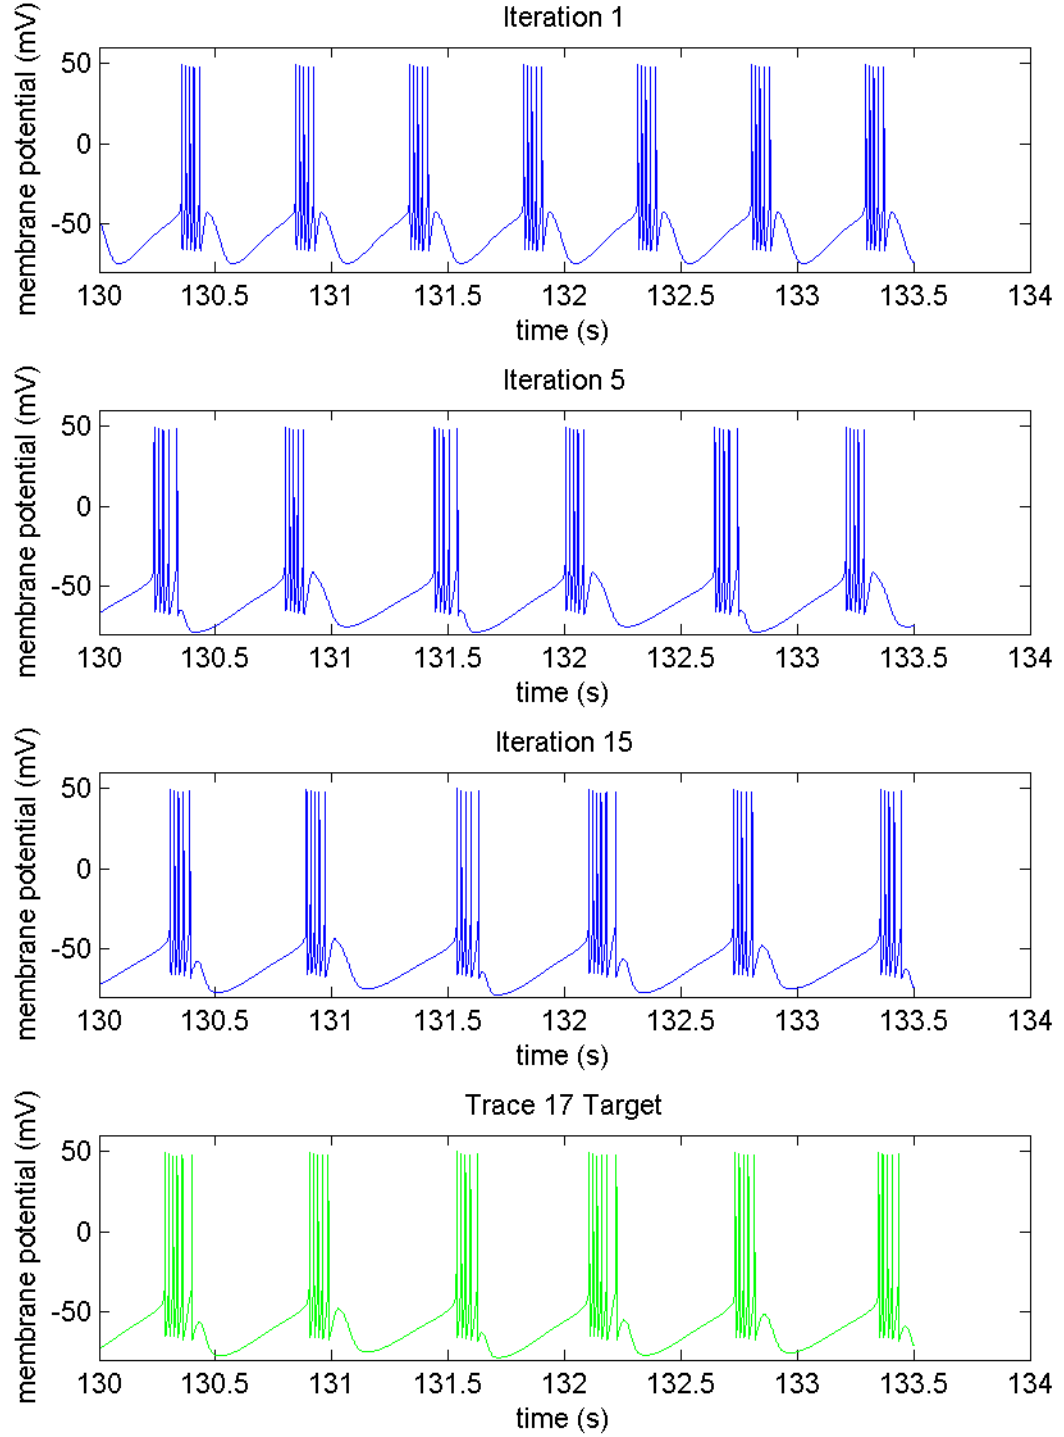 Iteration 1
membrane potential (mV)
50
0
-50
130 130.5 131 131.5 132 132.5 133 133.5 134
time (s)
Iteration 5
membrane potential (mV)
50
0
-50
130 130.5 131 131.5 132 132.5 133 133.5 134
time (s)
Iteration 15
membrane potential (mV)
50
0
-50
130 130.5 131 131.5 132 132.5 133 133.5 134
time (s)
Trace 17 Target
membrane potential (mV)
50
0
-50
130 130.5 131 131.5 132 132.5 133 133.5 134
time (s)